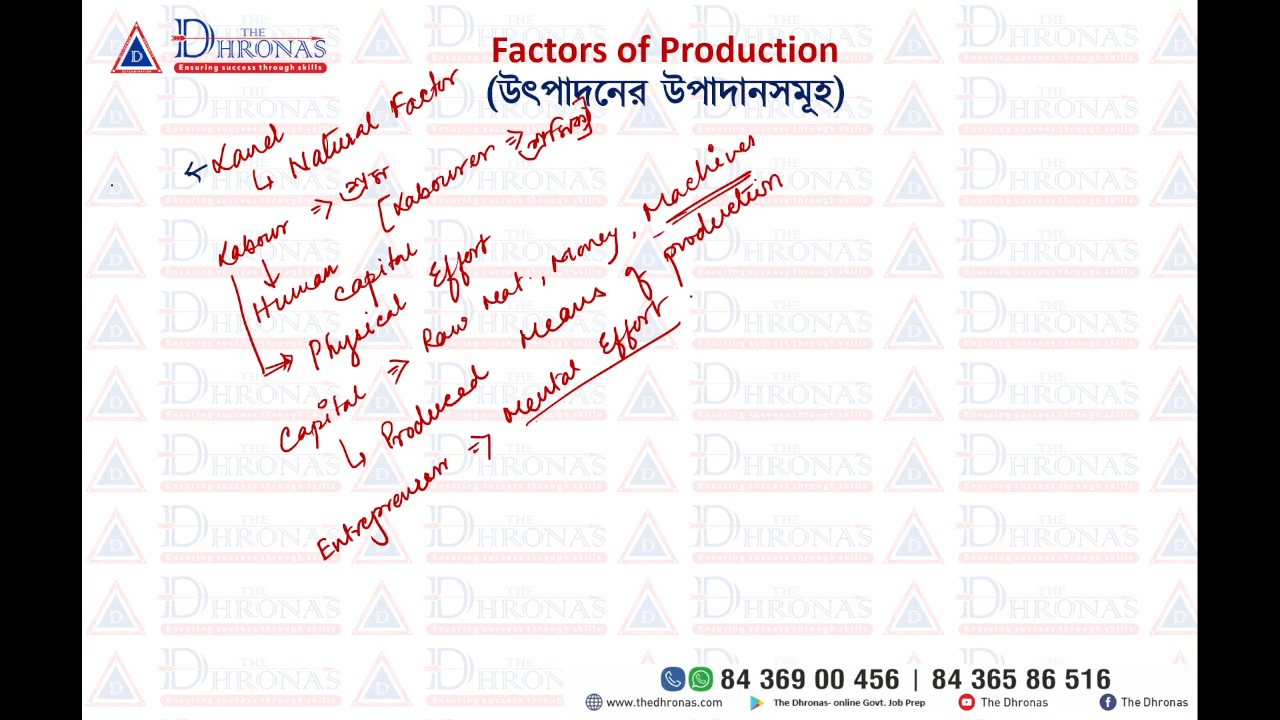 THE
DHRONAS
Ensuring success through skills
Factors of Production
(উৎপাদনের উপাদানসমূহ)
Land
↳ Natural Factor
Labour ⇒ শ্রম [Labourer ⇒ শ্রমিক]
↓
Human capital
→ Physical Effort
Capital ⇒ Raw mat., Money, Machines
↳ Produced Means of production
Entrepreneur ⇒ Mental Effort
84 369 00 456 | 84 365 86 516
www.thedhronas.com The Dhronas- online Govt. Job Prep The Dhronas The Dhronas